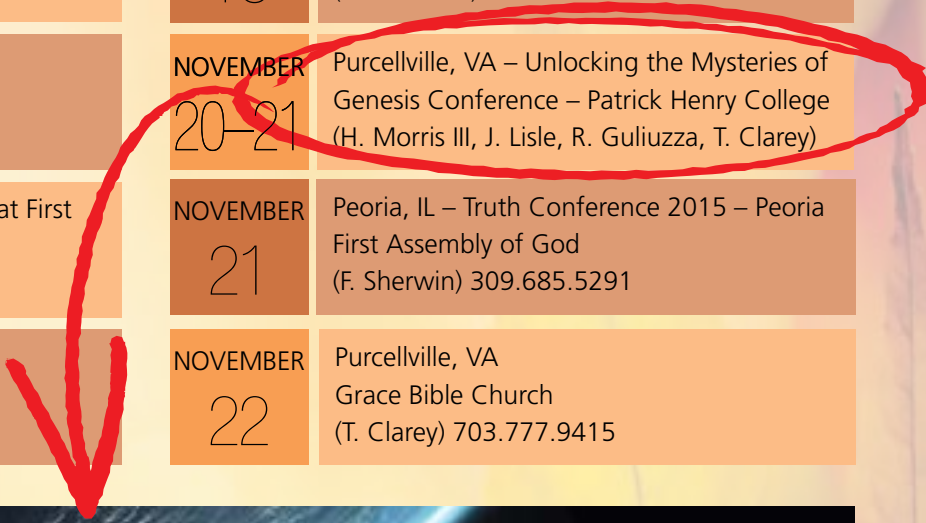 at First
NOVEMBER
20–21
Purcellville, VA – Unlocking the Mysteries of
Genesis Conference – Patrick Henry College
(H. Morris III, J. Lisle, R. Guliuzza, T. Clarey)
NOVEMBER
21
Peoria, IL – Truth Conference 2015 – Peoria
First Assembly of God
(F. Sherwin) 309.685.5291
NOVEMBER
22
Purcellville, VA
Grace Bible Church
(T. Clarey) 703.777.9415